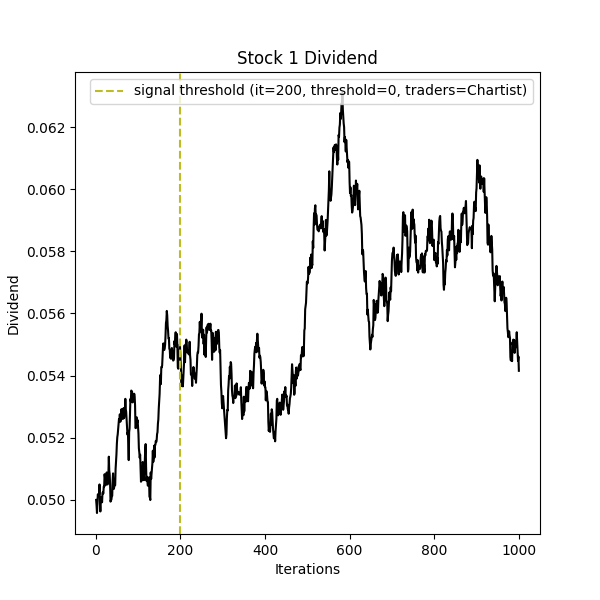 Stock 1 Dividend
signal threshold (it=200, threshold=0, traders=Chartist)
0.062
0.060
0.058
0.056
0.054
0.052
0.050
Dividend
0 200 400 600 800 1000
Iterations